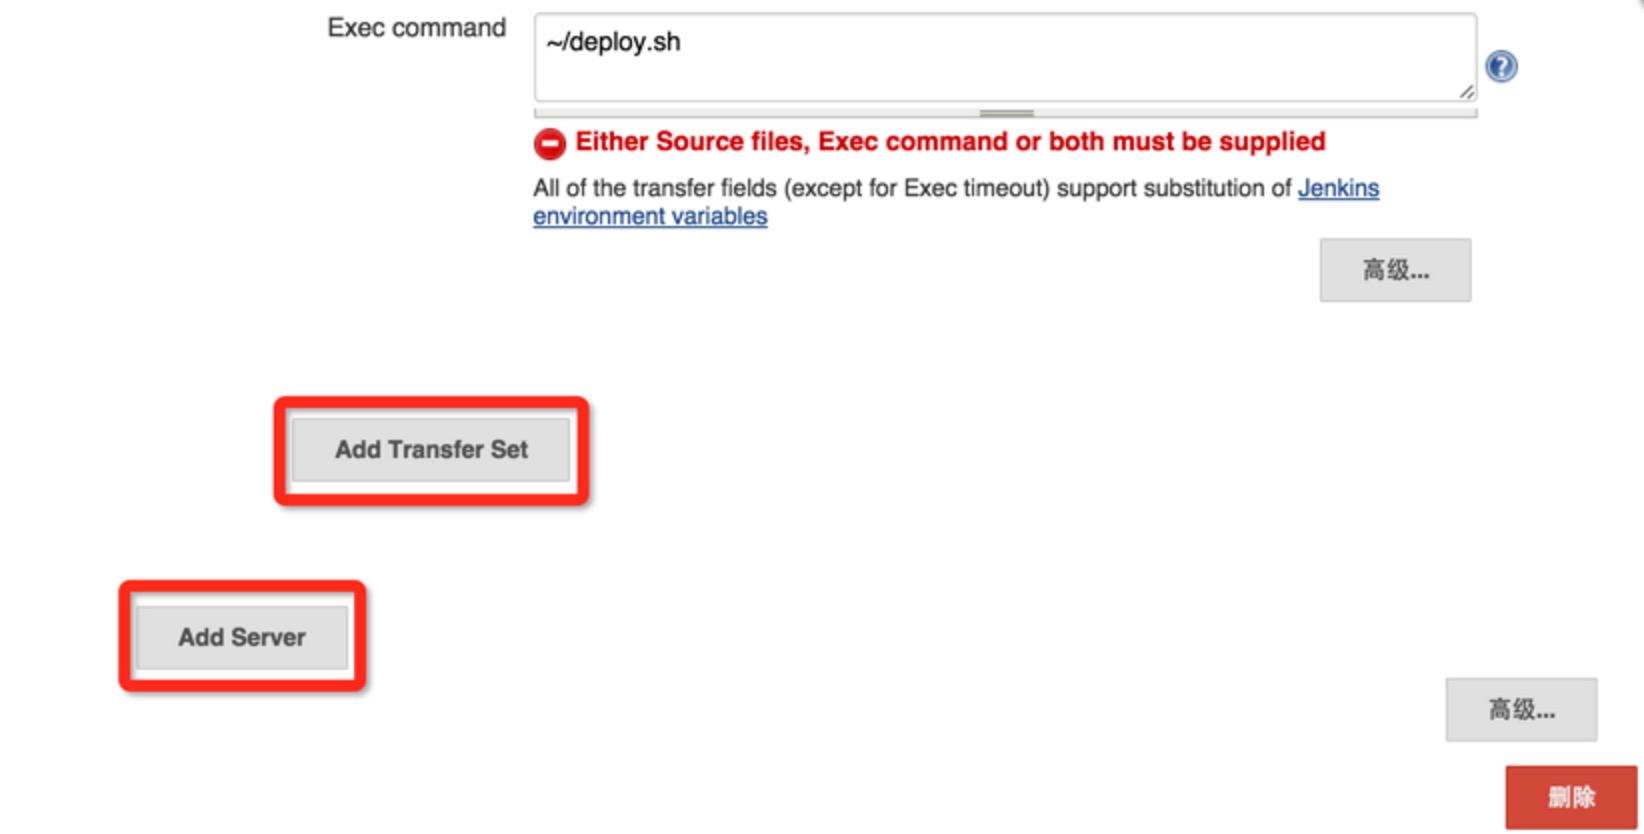 Exec command
~/deploy.sh
Either Source files, Exec command or both must be supplied
All of the transfer fields (except for Exec timeout) support substitution of Jenkins
environment variables
高级...
Add Transfer Set
Add Server
高级...
删除